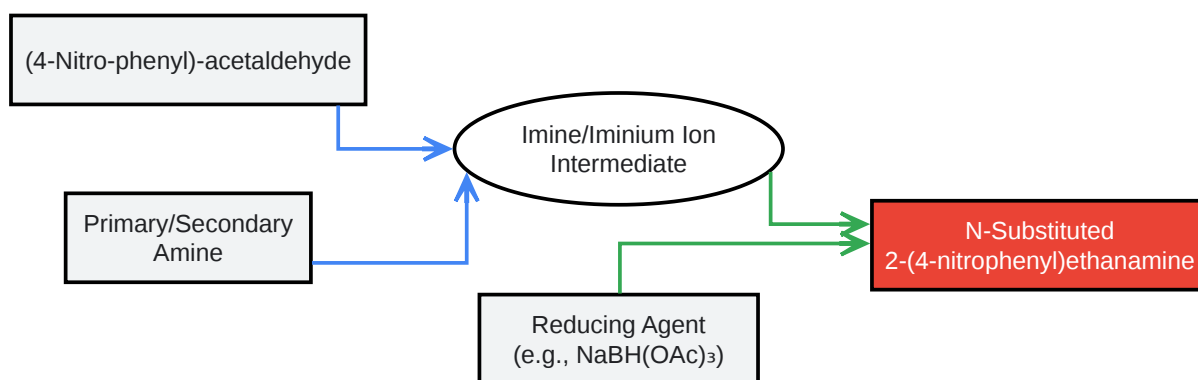 (4-Nitro-phenyl)-acetaldehyde
Imine/Iminium Ion
Intermediate
Primary/Secondary
Amine
N-Substituted
2-(4-nitrophenyl)ethanamine
Reducing Agent
(e.g., NaBH(OAc)₃)